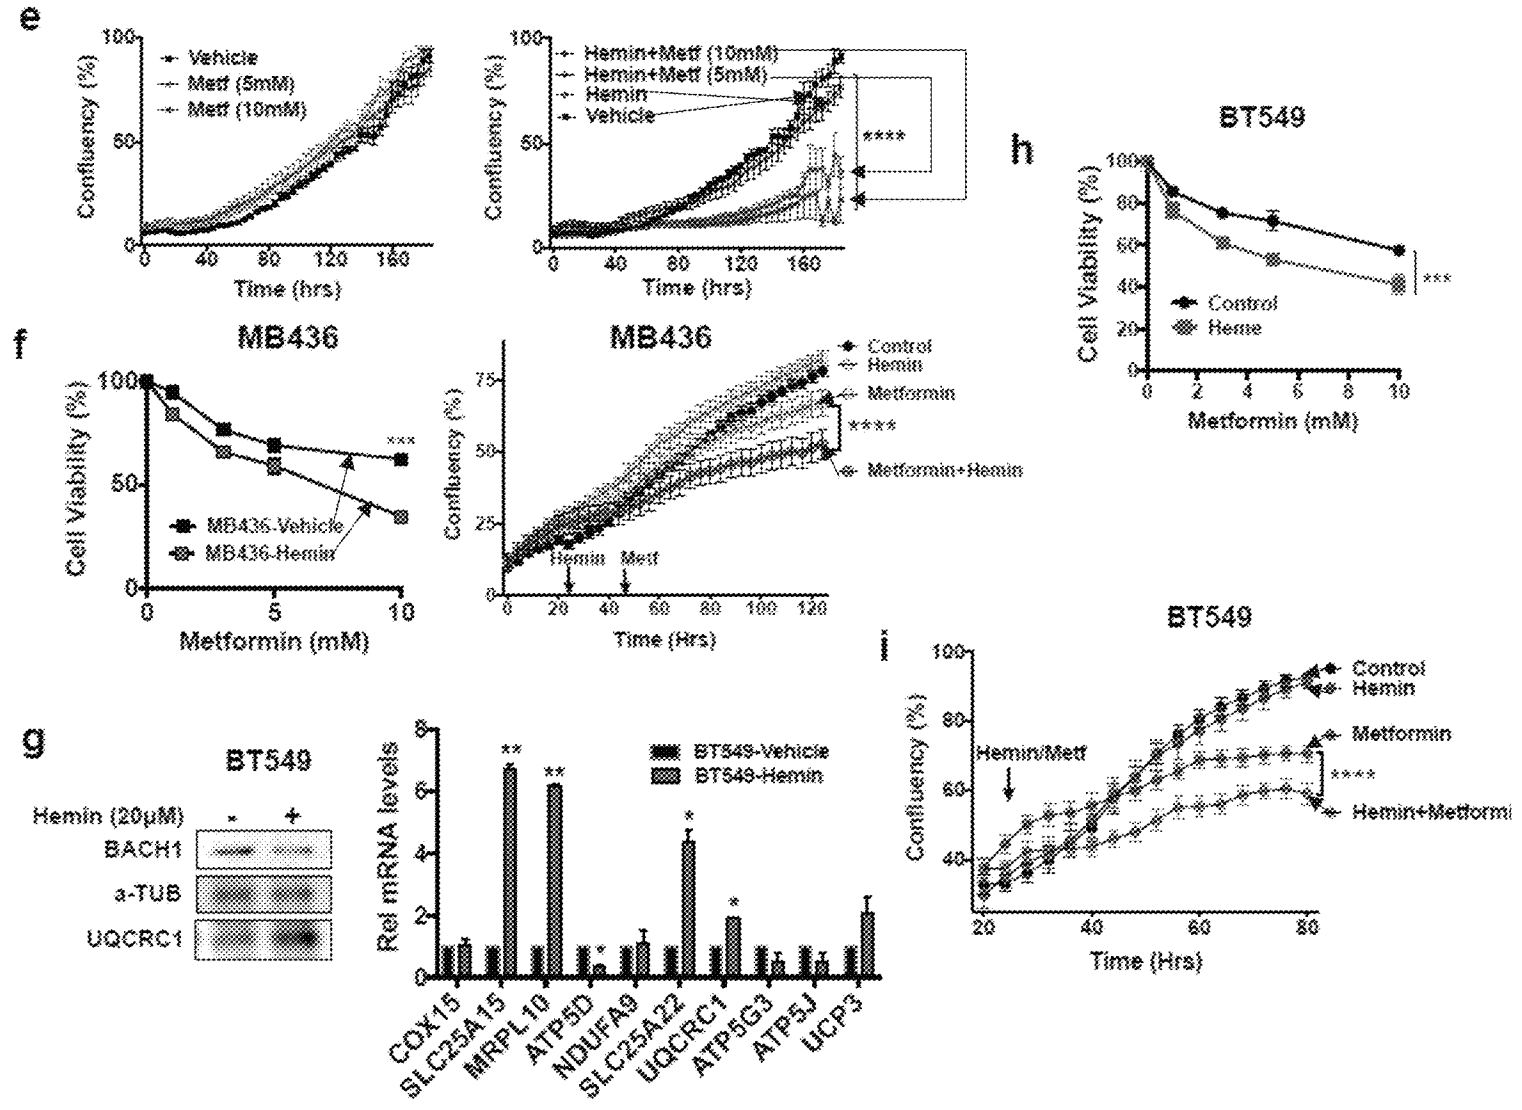 e
100
50
0
Confluency (%)
Vehicle
Metf (5mM)
Metf (10mM)
0 40 80 120 160
Time (hrs)
100
50
0
Confluency (%)
Hemin+Metf (10mM)
Hemin+Metf (5mM)
Hemin
Vehicle
****
0 40 80 120 160
Time (hrs)
h
BT549
100
80
60
40
20
0
Cell Viability (%)
Control
Heme
***
0 2 4 6 8 10
Metformin (mM)
f
MB436
100
50
0
Cell Viability (%)
***
MB436-Vehicle
MB436-Hemin
0 5 10
Metformin (mM)
MB436
75
50
25
0
Confluency (%)
Control
Hemin
Metformin
****
Metformin+Hemin
Hemin Metf
0 20 40 60 80 100 120
Time (Hrs)
g
BT549
Hemin (20µM) - +
BACH1
a-TUB
UQCRC1
8
6
4
2
0
Rel mRNA levels
BT549-Vehicle
BT549-Hemin
** ** * * * 
COX15
SLC25A15
MRPL10
ATP5D
NDUFA9
SLC25A22
UQCRC1
ATP5G3
ATP5J
UCP3
i
BT549
100
80
60
40
Confluency (%)
Hemin/Metf
Control
Hemin
Metformin
****
Hemin+Metformi
20 40 60 80
Time (Hrs)